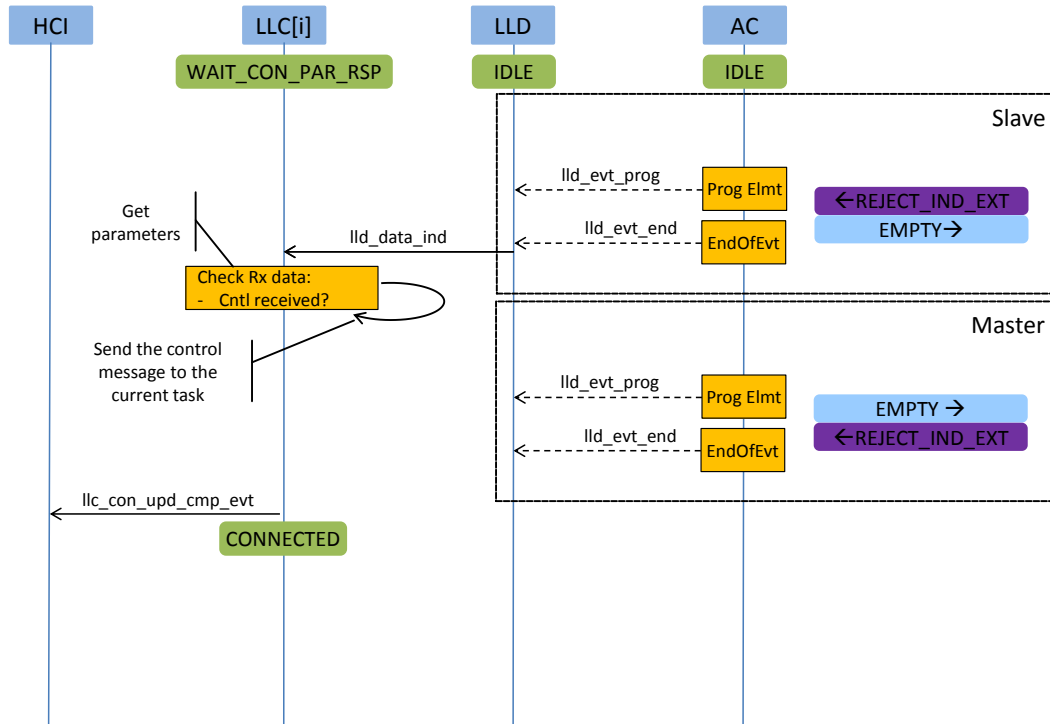 HCI
LLC[i]
LLD
AC
WAIT_CON_PAR_RSP
IDLE
IDLE
Slave
lld_evt_prog
Prog Elmt
←REJECT_IND_EXT
EMPTY→
Get
parameters
lld_data_ind
lld_evt_end
EndOfEvt
Check Rx data:
- Cntl received?
Master
Send the control
message to the
current task
lld_evt_prog
Prog Elmt
EMPTY →
←REJECT_IND_EXT
lld_evt_end
EndOfEvt
llc_con_upd_cmp_evt
CONNECTED